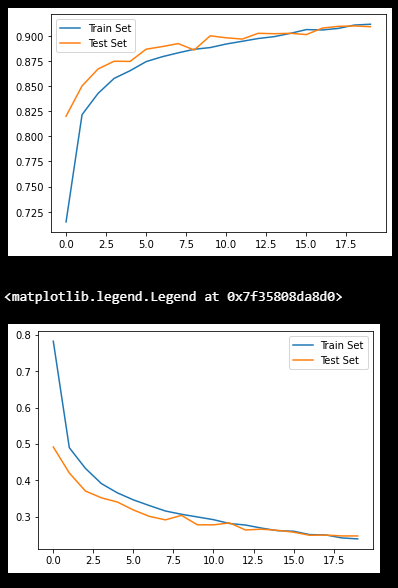 0.900
0.875
0.850
0.825
0.800
0.775
0.750
0.725
Train Set
Test Set
0.0 2.5 5.0 7.5 10.0 12.5 15.0 17.5
<matplotlib.legend.Legend at 0x7f35808da8d0>
0.8
0.7
0.6
0.5
0.4
0.3
Train Set
Test Set
0.0 2.5 5.0 7.5 10.0 12.5 15.0 17.5